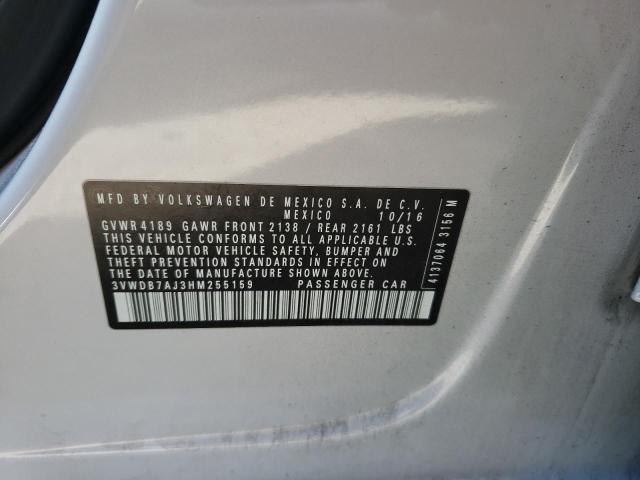 MFD BY VOLKSWAGEN DE MEXICO S.A. DE C.V.
MEXICO 10/16
GVWR 4189 GAWR FRONT 2138 / REAR 2161 LBS
THIS VEHICLE CONFORMS TO ALL APPLICABLE U.S.
FEDERAL MOTOR VEHICLE SAFETY, BUMPER AND
THEFT PREVENTION STANDARDS IN EFFECT ON THE
DATE OF MANUFACTURE SHOWN ABOVE.
3VWDB7AJ3HM255159 PASSENGER CAR
4137064 3156 M